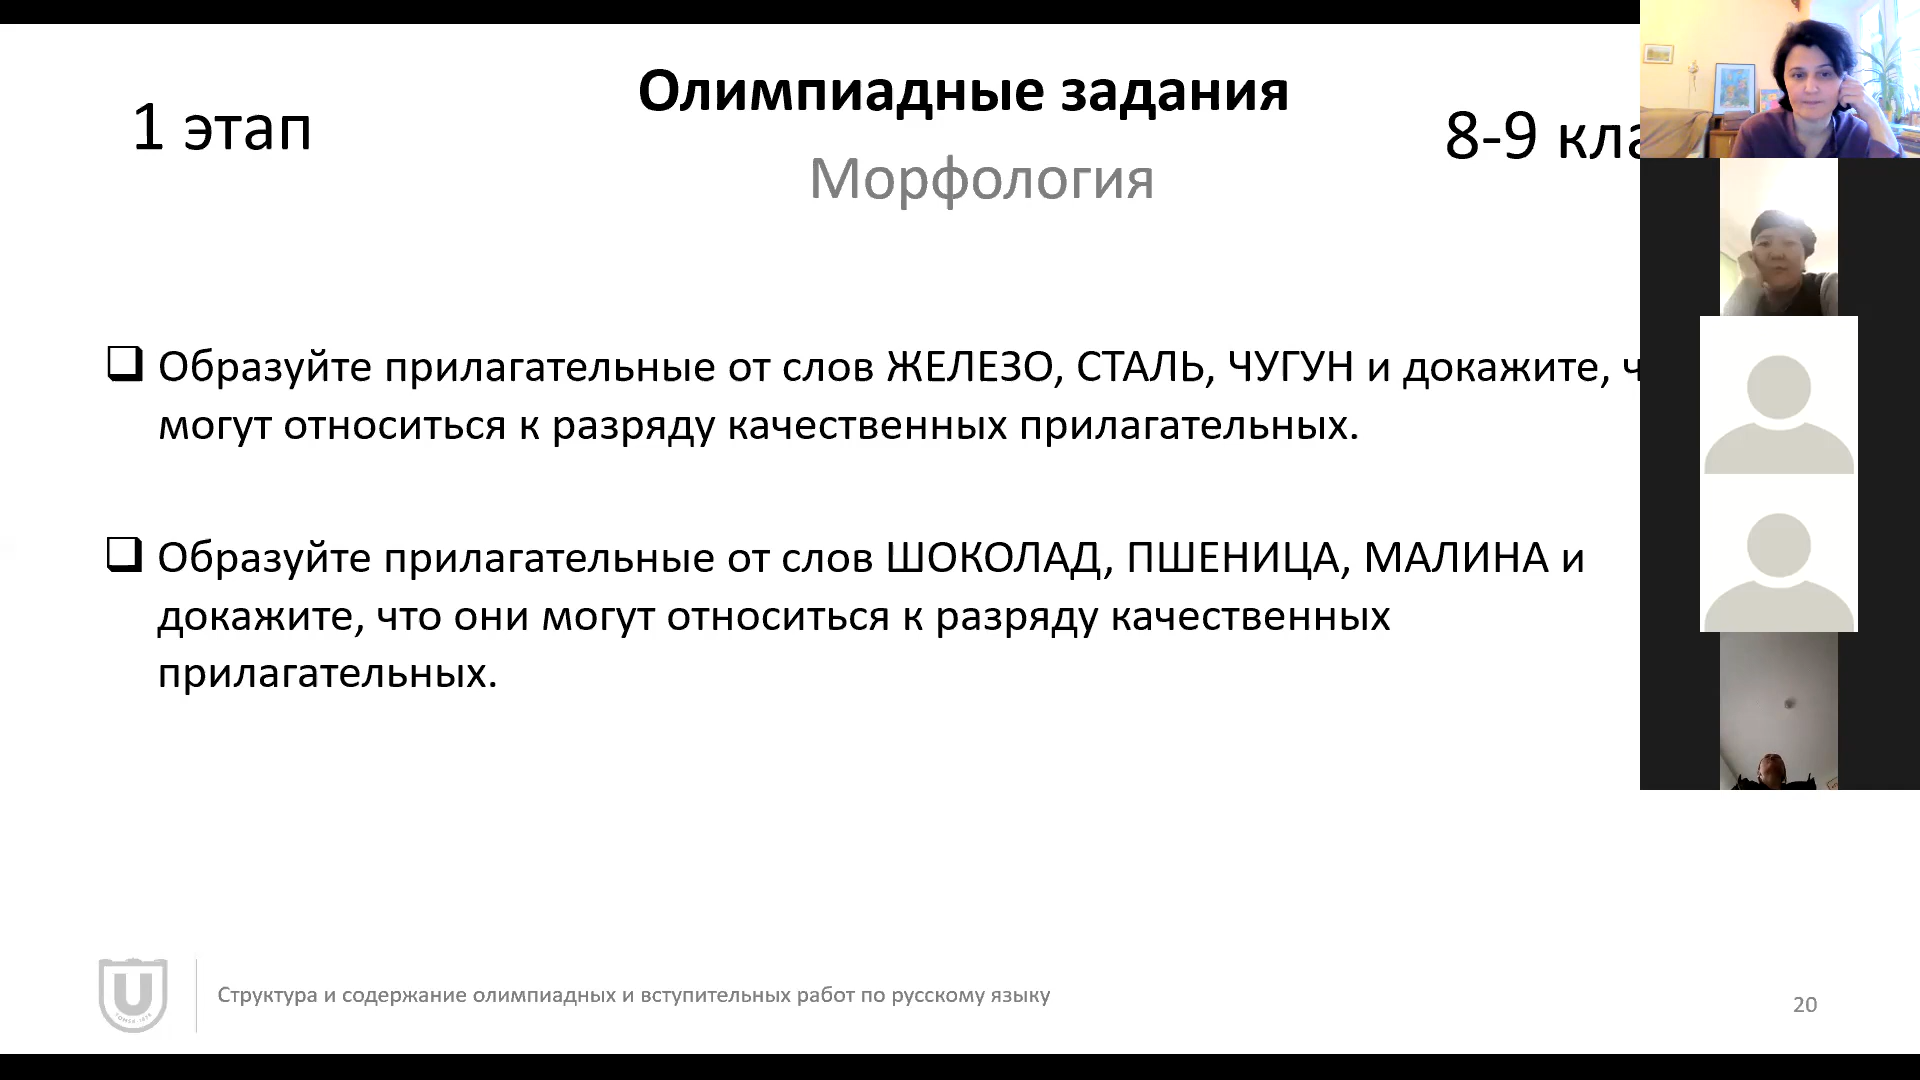 Олимпиадные задания
1 этап
8-9
Морфология
Образуйте прилагательные от слов ЖЕЛЕЗО, СТАЛЬ, ЧУГУН и докажите,
могут относиться к разряду качественных прилагательных.
Образуйте прилагательные от слов ШОКОЛАД, ПШЕНИЦА, МАЛИНА и
докажите, что они могут относиться к разряду качественных
прилагательных.
Структура и содержание олимпиадных и вступительных работ по русскому языку
20